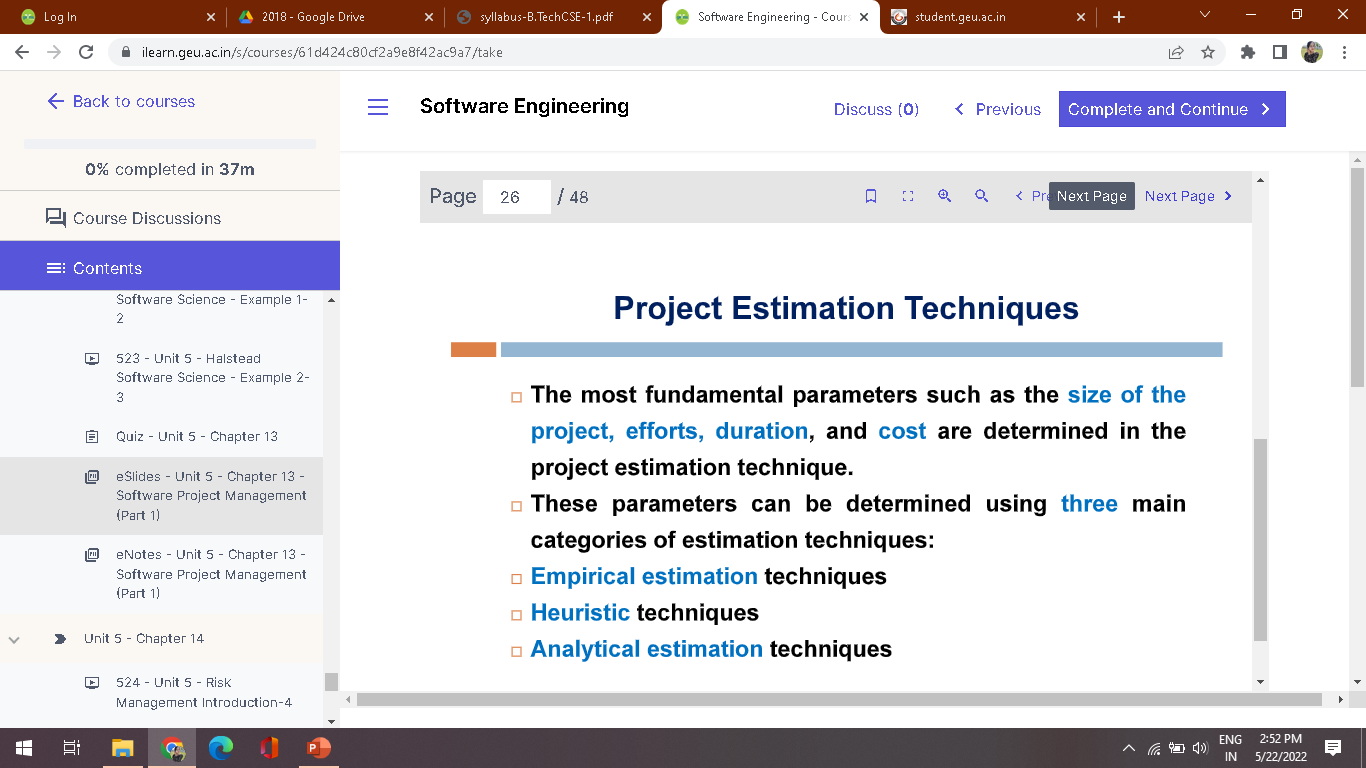 Log In
2018 - Google Drive
syllabus-B.TechCSE-1.pdf
Software Engineering - Cour
student.geu.ac.in
ilearn.geu.ac.in/s/courses/61d424c80cf2a9e8f42ac9a7/take
Back to courses
0% completed in 37m
Course Discussions
Contents
Software Science - Example 1-
2
523 - Unit 5 - Halstead
Software Science - Example 2-
3
Quiz - Unit 5 - Chapter 13
eSlides - Unit 5 - Chapter 13 -
Software Project Management
(Part 1)
eNotes - Unit 5 - Chapter 13 -
Software Project Management
(Part 1)
Unit 5 - Chapter 14
524 - Unit 5 - Risk
Management Introduction-4
Software Engineering
Discuss (0)
Previous
Complete and Continue
Page 26 / 48
Pre
Next Page
Next Page
Project Estimation Techniques
The most fundamental parameters such as the size of the
project, efforts, duration, and cost are determined in the
project estimation technique.
These parameters can be determined using three main
categories of estimation techniques:
Empirical estimation techniques
Heuristic techniques
Analytical estimation techniques
ENG
IN
2:52 PM
5/22/2022